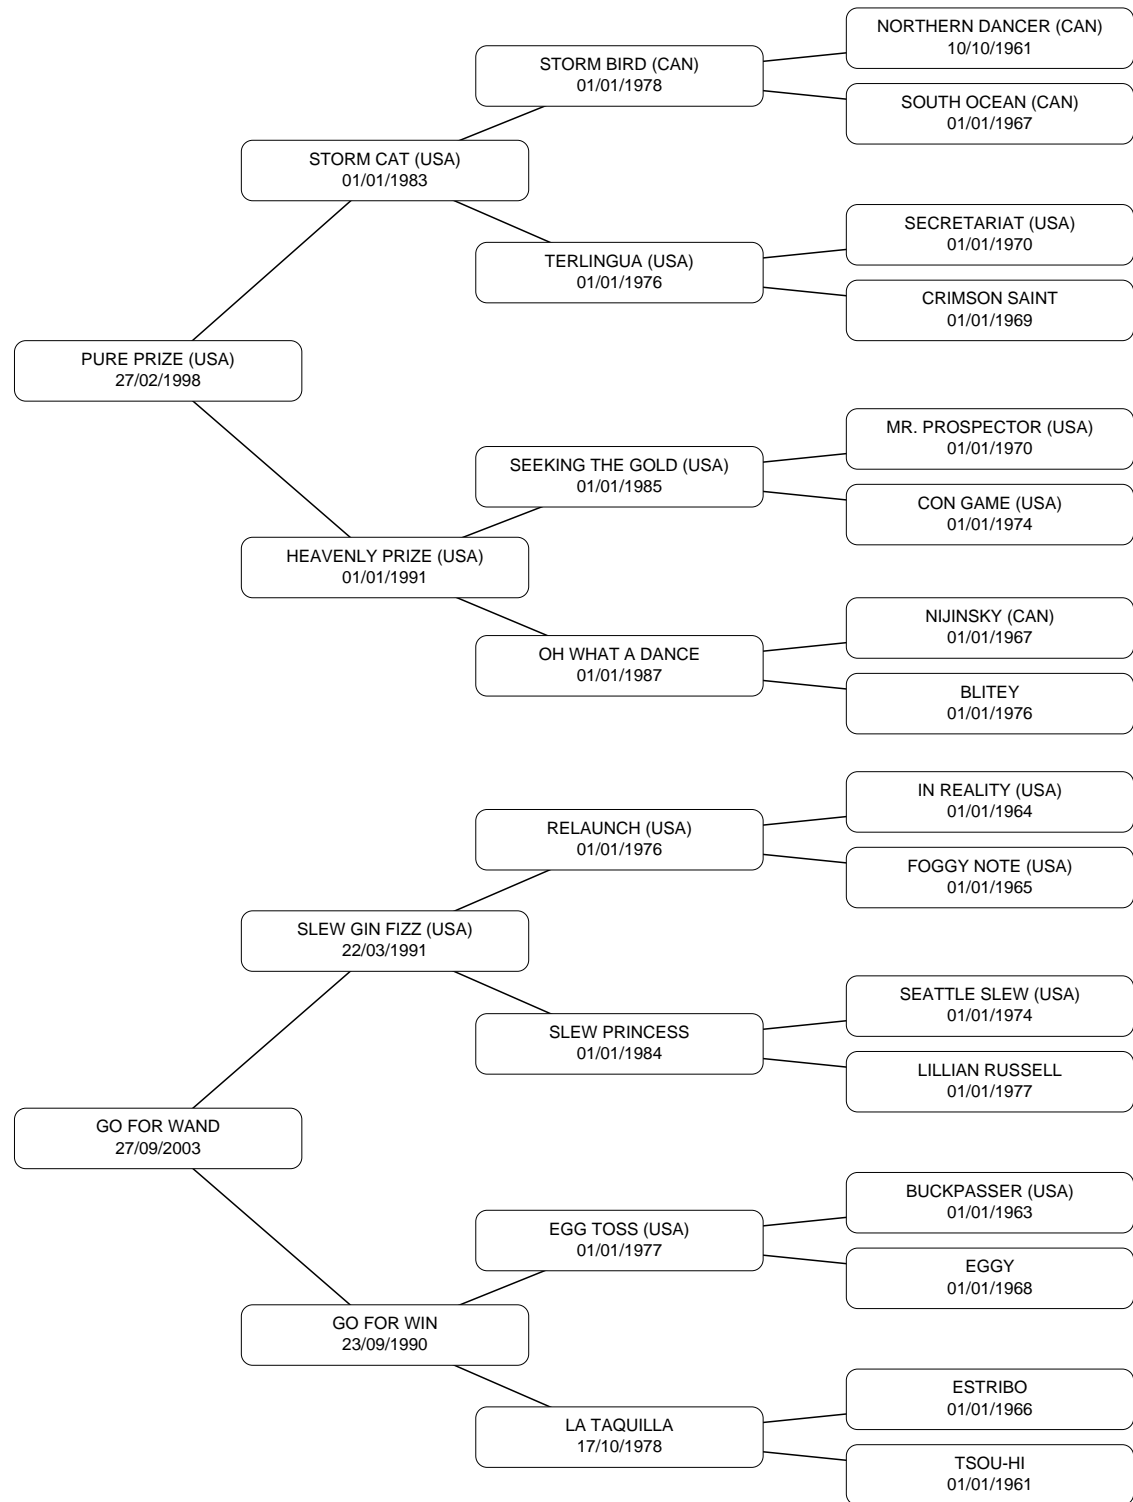 NORTHERN DANCER (CAN)
10/10/1961
STORM BIRD (CAN)
01/01/1978
SOUTH OCEAN (CAN)
01/01/1967
STORM CAT (USA)
01/01/1983
SECRETARIAT (USA)
01/01/1970
TERLINGUA (USA)
01/01/1976
CRIMSON SAINT
01/01/1969
PURE PRIZE (USA)
27/02/1998
MR. PROSPECTOR (USA)
01/01/1970
SEEKING THE GOLD (USA)
01/01/1985
CON GAME (USA)
01/01/1974
HEAVENLY PRIZE (USA)
01/01/1991
NIJINSKY (CAN)
01/01/1967
OH WHAT A DANCE
01/01/1987
BLITEY
01/01/1976
IN REALITY (USA)
01/01/1964
RELAUNCH (USA)
01/01/1976
FOGGY NOTE (USA)
01/01/1965
SLEW GIN FIZZ (USA)
22/03/1991
SEATTLE SLEW (USA)
01/01/1974
SLEW PRINCESS
01/01/1984
LILLIAN RUSSELL
01/01/1977
GO FOR WAND
27/09/2003
BUCKPASSER (USA)
01/01/1963
EGG TOSS (USA)
01/01/1977
EGGY
01/01/1968
GO FOR WIN
23/09/1990
ESTRIBO
01/01/1966
LA TAQUILLA
17/10/1978
TSOU-HI
01/01/1961